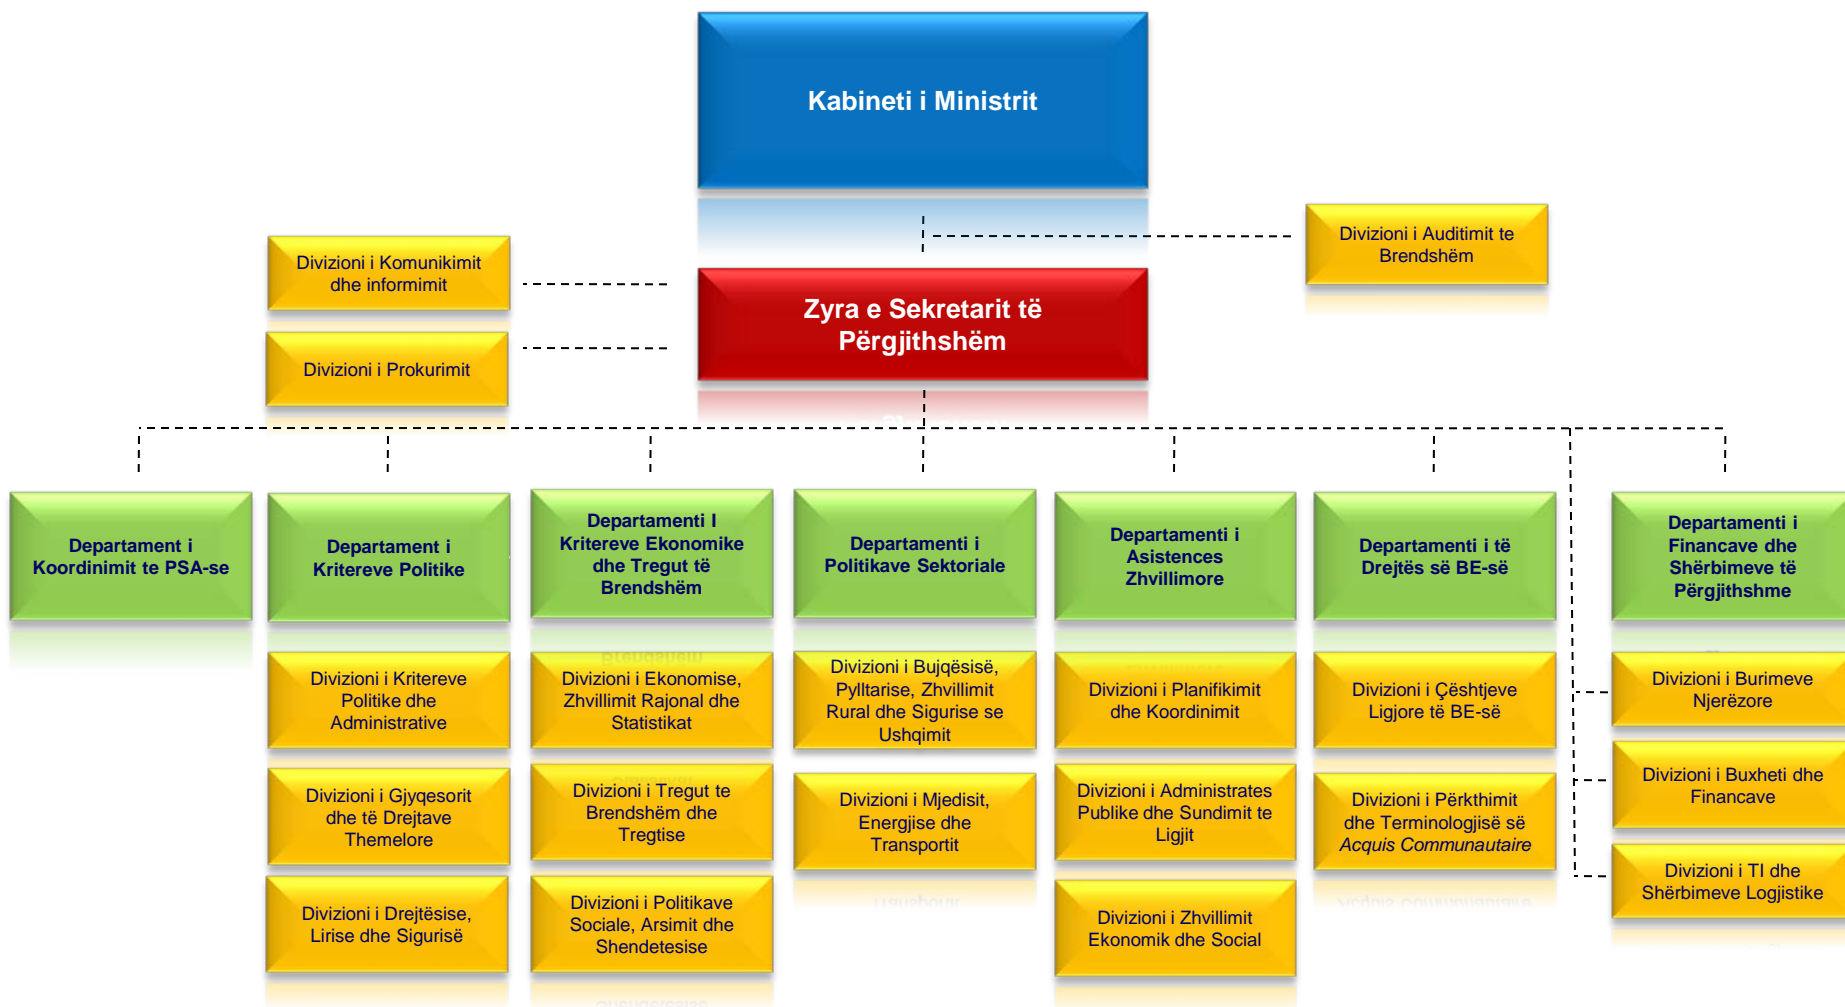 Kabineti i Ministrit
Divizioni i Auditimit te
Brendshëm
Divizioni i Komunikimit
dhe informimit
Zyra e Sekretarit të
Përgjithshëm
Divizioni i Prokurimit
Departament i
Koordinimit te PSA-se
Departament i
Kritereve Politike
Departamenti I
Kritereve Ekonomike
dhe Tregut të
Brendshëm
Departamenti i
Politikave Sektoriale
Departamenti i
Asistences
Zhvillimore
Departamenti i të
Drejtës së BE-së
Departamenti i
Financave dhe
Shërbimeve të
Përgjithshme
Divizioni i Kritereve
Politike dhe
Administrative
Divizioni i Ekonomise,
Zhvillimit Rajonal dhe
Statistikat
Divizioni i Bujqësisë,
Pylltarise, Zhvillimit
Rural dhe Sigurise se
Ushqimit
Divizioni i Planifikimit
dhe Koordinimit
Divizioni i Çështjeve
Ligjore të BE-së
Divizioni i Burimeve
Njerëzore
Divizioni i Gjyqesorit
dhe të Drejtave
Themelore
Divizioni i Tregut te
Brendshëm dhe
Tregtise
Divizioni i Mjedisit,
Energjise dhe
Transportit
Divizioni i Administrates
Publike dhe Sundimit te
Ligjit
Divizioni i Përkthimit
dhe Terminologjisë së
Acquis Communautaire
Divizioni i Buxheti dhe
Financave
Divizioni i Drejtësise,
Lirise dhe Sigurisë
Divizioni i Politikave
Sociale, Arsimit dhe
Shendetesise
Divizioni i Zhvillimit
Ekonomik dhe Social
Divizioni i TI dhe
Shërbimeve Logjistike